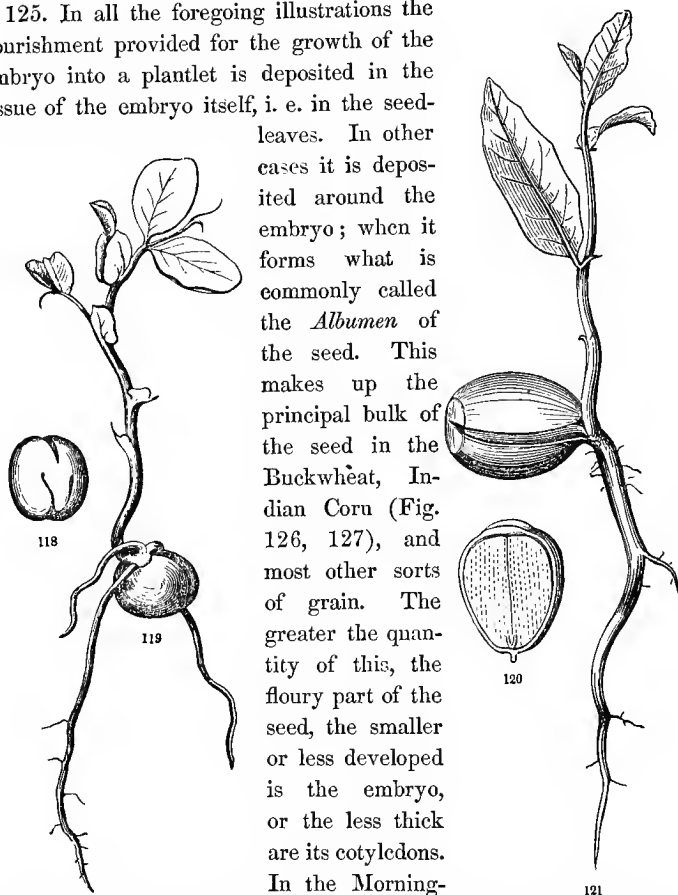 125. In all the foregoing illustrations the
ourishment provided for the growth of the
mbryo into a plantlet is deposited in the
ssue of the embryo itself, i. e. in the seed-
leaves. In other
cases it is depos-
ited around the
embryo; when it
forms what is
commonly called
the Albumen of
the seed. This
makes up the
principal bulk of
the seed in the
Buckwheat, In-
dian Corn (Fig.
126, 127), and
most other sorts
of grain. The
greater the quan-
tity of this, the
floury part of the
seed, the smaller
or less developed
is the embryo,
or the less thick
are its cotyledons.
In the Morning-
118
119
120
121